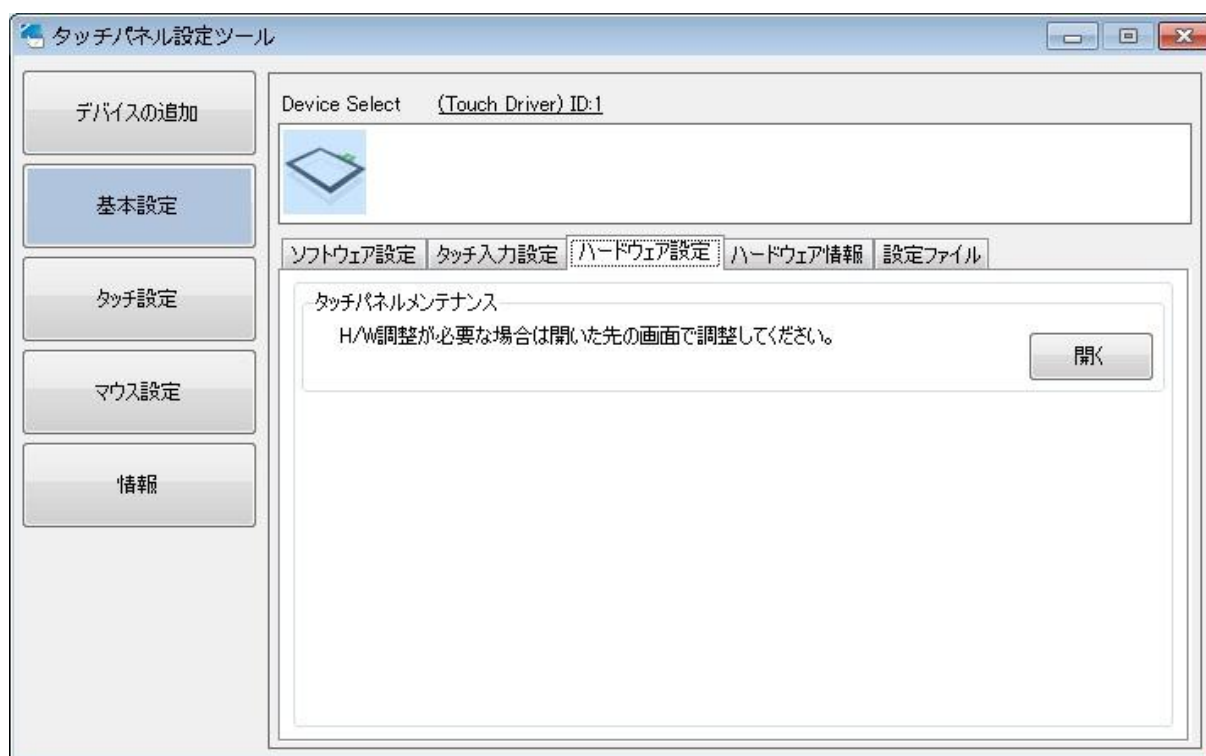 タッチパネル設定ツール
デバイスの追加
基本設定
タッチ設定
マウス設定
情報
Device Select (Touch Driver) ID:1
ソフトウェア設定 タッチ入力設定 ハードウェア設定 ハードウェア情報 設定ファイル
タッチパネルメンテナンス
H/W調整が必要な場合は開いた先の画面で調整してください。
開く